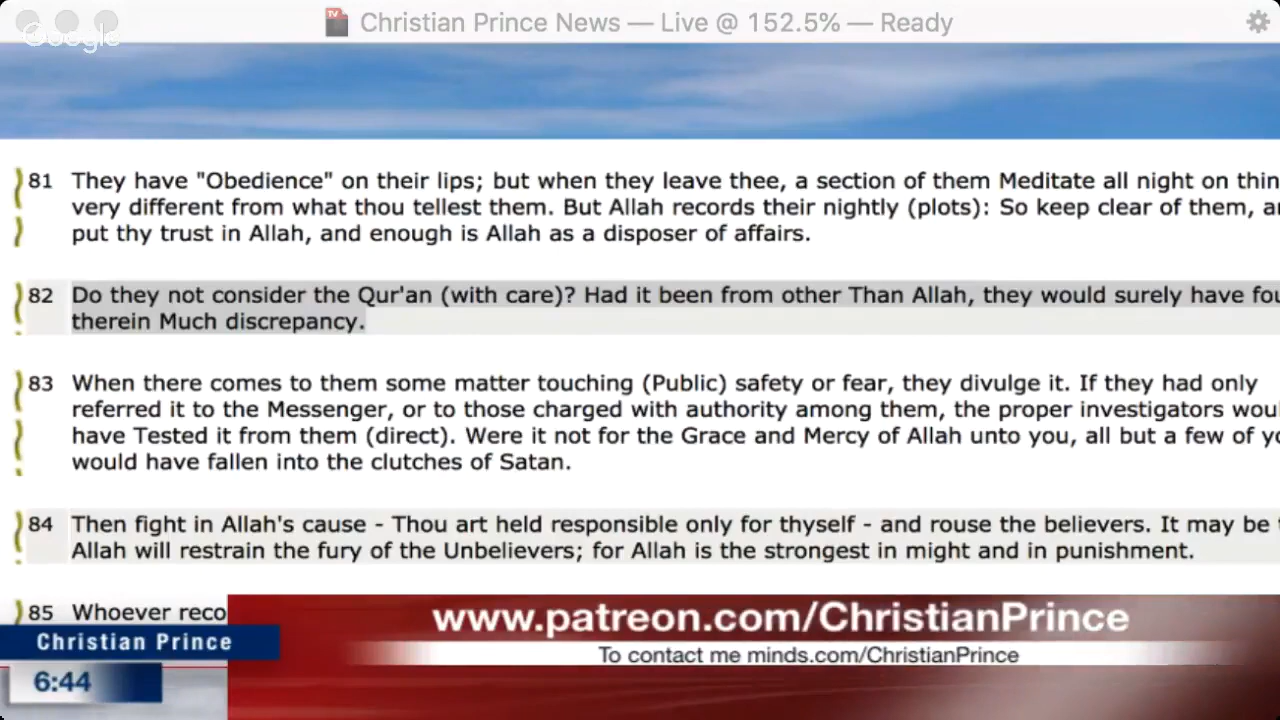 Christian Prince News — Live @ 152.5% — Ready
Google
81 They have "Obedience" on their lips; but when they leave thee, a section of them Meditate all night on thin
very different from what thou tellest them. But Allah records their nightly (plots): So keep clear of them, a
put thy trust in Allah, and enough is Allah as a disposer of affairs.
82 Do they not consider the Qur'an (with care)? Had it been from other Than Allah, they would surely have fou
therein Much discrepancy.
83 When there comes to them some matter touching (Public) safety or fear, they divulge it. If they had only
referred it to the Messenger, or to those charged with authority among them, the proper investigators wou
have Tested it from them (direct). Were it not for the Grace and Mercy of Allah unto you, all but a few of yo
would have fallen into the clutches of Satan.
84 Then fight in Allah's cause - Thou art held responsible only for thyself - and rouse the believers. It may be
Allah will restrain the fury of the Unbelievers; for Allah is the strongest in might and in punishment.
85 Whoever reco
www.patreon.com/ChristianPrince
Christian Prince
To contact me minds.com/ChristianPrince
6:44